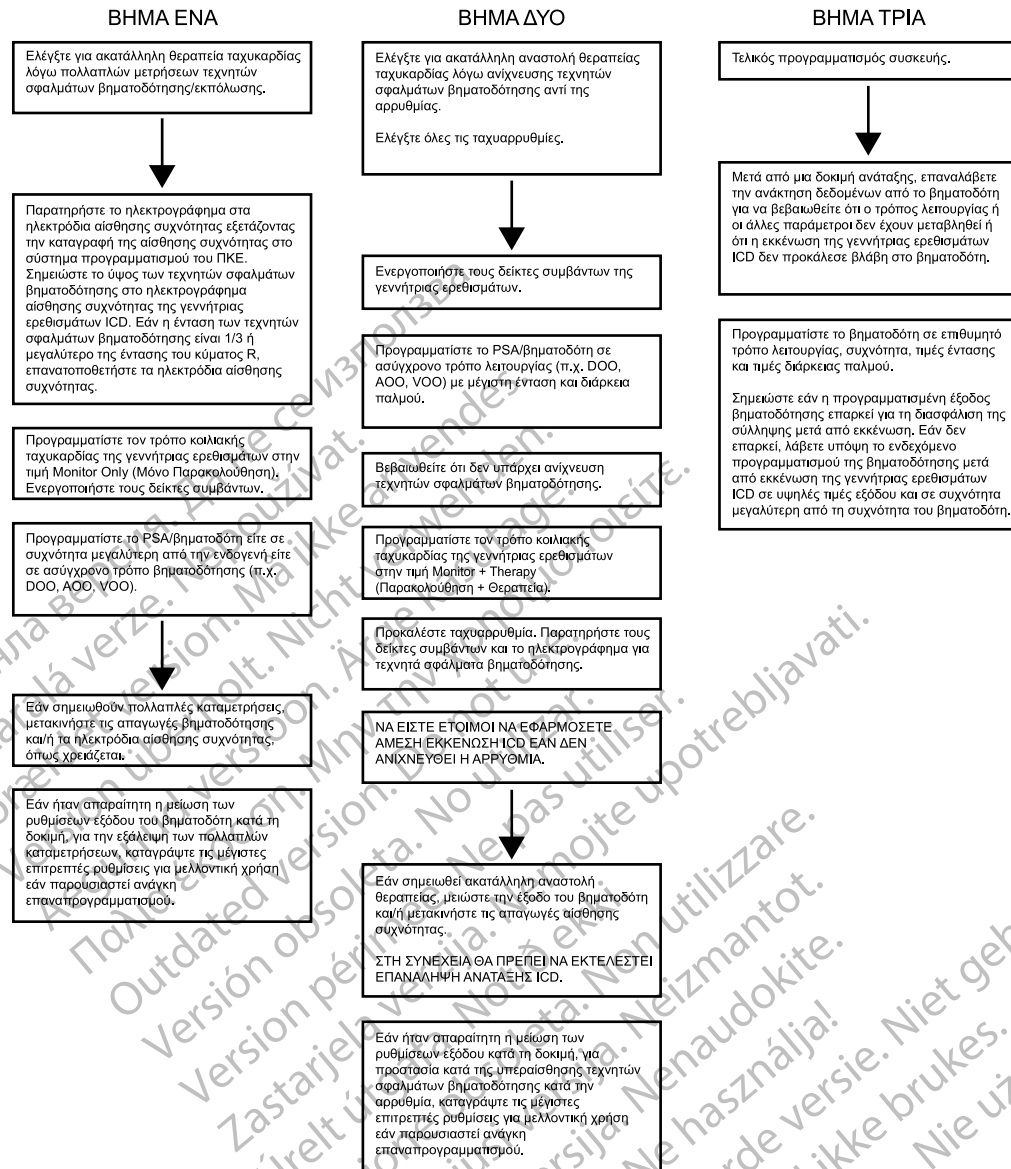 ΒΗΜΑ ΕΝΑ
Ελέγξτε για ακατάλληλη θεραπεία ταχυκαρδίας
λόγω πολλαπλών μετρήσεων τεχνητών
σφαλμάτων βηματοδότησης/εκπόλωσης.
Παρατηρήστε το ηλεκτρογράφημα στα
ηλεκτρόδια αίσθησης συχνότητας εξετάζοντας
την καταγραφή της αίσθησης συχνότητας στο
σύστημα προγραμματισμού του ΠΚΕ.
Σημειώστε το ύψος των τεχνητών σφαλμάτων
βηματοδότησης στο ηλεκτρογράφημα
αίσθησης συχνότητας της γεννήτριας
ερεθισμάτων ICD. Εάν η ένταση των τεχνητών
σφαλμάτων βηματοδότησης είναι 1/3 ή
μεγαλύτερο της έντασης του κύματος R,
επανατοποθετήστε τα ηλεκτρόδια αίσθησης
συχνότητας.
Προγραμματίστε τον τρόπο κοιλιακής
ταχυκαρδίας της γεννήτριας ερεθισμάτων στην
τιμή Monitor Only (Μόνο Παρακολούθηση).
Ενεργοποιήστε τους δείκτες συμβάντων.
Προγραμματίστε το PSA/βηματοδότη είτε σε
συχνότητα μεγαλύτερη από την ενδογενή είτε
σε ασύγχρονο τρόπο βηματοδότησης (π.χ.
DOO, AOO, VOO).
Εάν σημειωθούν πολλαπλές καταμετρήσεις,
μετακινήστε τις απαγωγές βηματοδότησης
και/ή τα ηλεκτρόδια αίσθησης συχνότητας,
όπως χρειάζεται.
Εάν ήταν απαραίτητη η μείωση των
ρυθμίσεων εξόδου του βηματοδότη κατά τη
δοκιμή, για την εξάλειψη των πολλαπλών
καταμετρήσεων, καταγράψτε τις μέγιστες
επιτρεπτές ρυθμίσεις για μελλοντική χρήση
εάν παρουσιαστεί ανάγκη
επαναπρογραμματισμού.
ΒΗΜΑ ΔΥΟ
Ελέγξτε για ακατάλληλη αναστολή θεραπείας
ταχυκαρδίας λόγω ανίχνευσης τεχνητών
σφαλμάτων βηματοδότησης αντί της
αρρυθμίας.
Ελέγξτε όλες τις ταχυαρρυθμίες.
Ενεργοποιήστε τους δείκτες συμβάντων της
γεννήτριας ερεθισμάτων.
Προγραμματίστε το PSA/βηματοδότη σε
ασύγχρονο τρόπο λειτουργίας (π.χ. DOO,
AOO, VOO) με μέγιστη ένταση και διάρκεια
παλμού.
Βεβαιωθείτε ότι δεν υπάρχει ανίχνευση
τεχνητών σφαλμάτων βηματοδότησης.
Προγραμματίστε τον τρόπο κοιλιακής
ταχυκαρδίας της γεννήτριας ερεθισμάτων
στην τιμή Monitor + Therapy
(Παρακολούθηση + Θεραπεία).
Προκαλέστε ταχυαρρυθμία. Παρατηρήστε τους
δείκτες συμβάντων και το ηλεκτρογράφημα για
τεχνητά σφάλματα βηματοδότησης.
ΝΑ ΕΙΣΤΕ ΕΤΟΙΜΟΙ ΝΑ ΕΦΑΡΜΟΣΕΤΕ
ΑΜΕΣΗ ΕΚΚΕΝΩΣΗ ICD ΕΑΝ ΔΕΝ
ΑΝΙΧΝΕΥΘΕΙ Η ΑΡΡΥΘΜΙΑ.
Εάν σημειωθεί ακατάλληλη αναστολή
θεραπείας, μειώστε την έξοδο του βηματοδότη
και/ή μετακινήστε τις απαγωγές αίσθησης
συχνότητας.
ΣΤΗ ΣΥΝΕΧΕΙΑ ΘΑ ΠΡΕΠΕΙ ΝΑ ΕΚΤΕΛΕΣΤΕΙ
ΕΠΑΝΑΛΗΨΗ ΑΝΑΤΑΞΗΣ ICD.
Εάν ήταν απαραίτητη η μείωση των
ρυθμίσεων εξόδου κατά τη δοκιμή, για
προστασία κατά της υπεραίσθησης τεχνητών
σφαλμάτων βηματοδότησης κατά την
αρρυθμία, καταγράψτε τις μέγιστες
επιτρεπτές ρυθμίσεις για μελλοντική χρήση
εάν παρουσιαστεί ανάγκη
επαναπρογραμματισμού.
ΒΗΜΑ ΤΡΙΑ
Τελικός προγραμματισμός συσκευής.
Μετά από μια δοκιμή ανάταξης, επαναλάβετε
την ανάκτηση δεδομένων από το βηματοδότη
για να βεβαιωθείτε ότι ο τρόπος λειτουργίας ή
οι άλλες παράμετροι δεν έχουν μεταβληθεί ή
ότι η εκκένωση της γεννήτριας ερεθισμάτων
ICD δεν προκάλεσε βλάβη στο βηματοδότη.
Προγραμματίστε το βηματοδότη σε επιθυμητό
τρόπο λειτουργίας, συχνότητα, τιμές έντασης
και τιμές διάρκειας παλμού.
Σημειώστε εάν η προγραμματισμένη έξοδος
βηματοδότησης επαρκεί για τη διασφάλιση της
σύλληψης μετά από εκκένωση. Εάν δεν
επαρκεί, λάβετε υπόψη το ενδεχόμενο
προγραμματισμού της βηματοδότησης μετά
από εκκένωση της γεννήτριας ερεθισμάτων
ICD σε υψηλές τιμές εξόδου και σε συχνότητα
μεγαλύτερη από τη συχνότητα του βηματοδότη.
Outdated version. Do not use.
Version périmée. Ne pas utiliser.